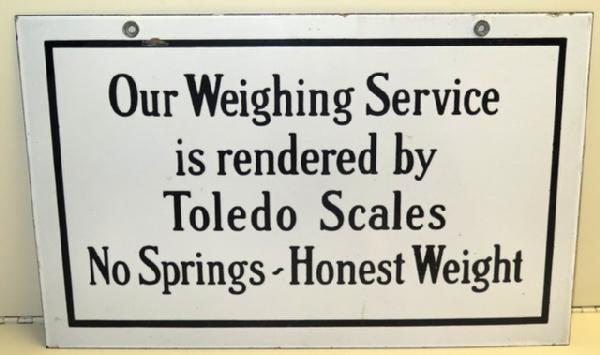 Our Weighing Service
is rendered by
Toledo Scales
No Springs - Honest Weight